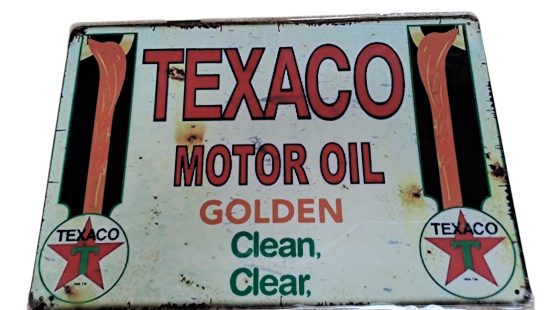 TEXACO
MOTOR OIL
GOLDEN
Clean,
Clear,
TEXACO
T
TEXACO
T